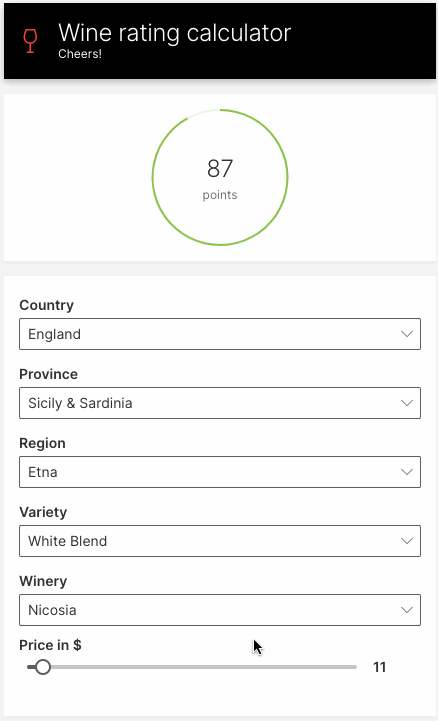 Wine rating calculator
Cheers!
87
points
Country
England
Province
Sicily & Sardinia
Region
Etna
Variety
White Blend
Winery
Nicosia
Price in $
11